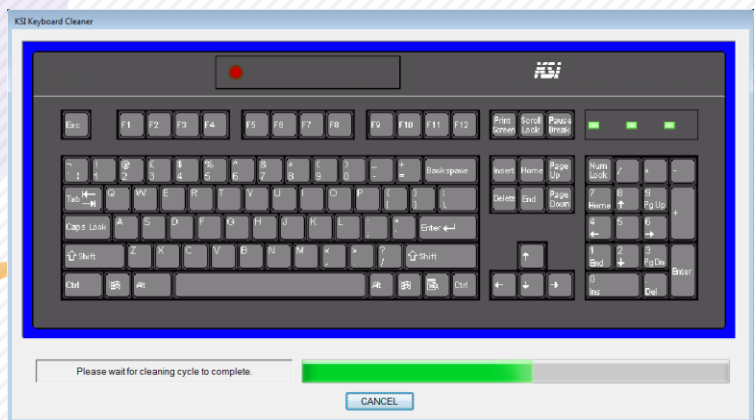 KSI Keyboard Cleaner
KSI
Esc F1 F2 F3 F4 F5 F6 F7 F8 F9 F10 F11 F12 Print Screen Scroll Lock Pause Break
1 2 3 4 5 6 7 8 9 0 - + = Backspace Insert Home Page Up Num Lock / * -
Tab Q W E R T Y U I O P Delete End Page Down 7 Home 8 9 Pg Up +
Caps Lock A S D F G H J K L Enter 4 5 6
Shift Z X C V B N M < > ? / Shift 1 End 2 3 Pg Dn Enter
Ctrl Alt Alt Ctrl 0 Ins . Del
Please wait for cleaning cycle to complete.
CANCEL